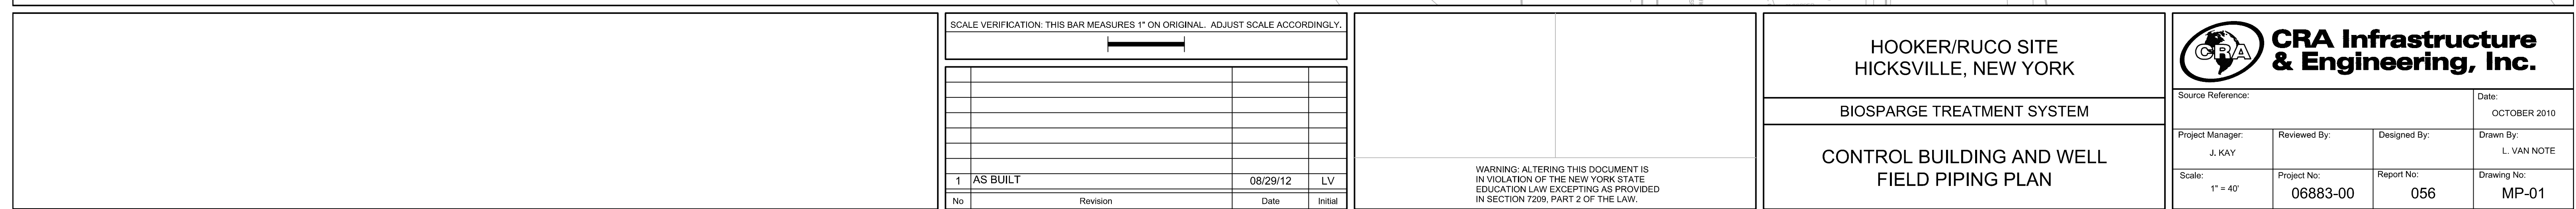 SCALE VERIFICATION: THIS BAR MEASURES 1" ON ORIGINAL. ADJUST SCALE ACCORDINGLY.
1 AS BUILT 08/29/12 LV
No Revision Date Initial
WARNING: ALTERING THIS DOCUMENT IS
IN VIOLATION OF THE NEW YORK STATE
EDUCATION LAW EXCEPTING AS PROVIDED
IN SECTION 7209, PART 2 OF THE LAW.
HOOKER/RUCO SITE
HICKSVILLE, NEW YORK
BIOSPARGE TREATMENT SYSTEM
CONTROL BUILDING AND WELL
FIELD PIPING PLAN
CRA
CRA Infrastructure
& Engineering, Inc.
Source Reference: Date:
OCTOBER 2010
Project Manager: Reviewed By: Designed By: Drawn By:
J. KAY L. VAN NOTE
Scale: Project No: Report No: Drawing No:
1" = 40' 06883-00 056 MP-01